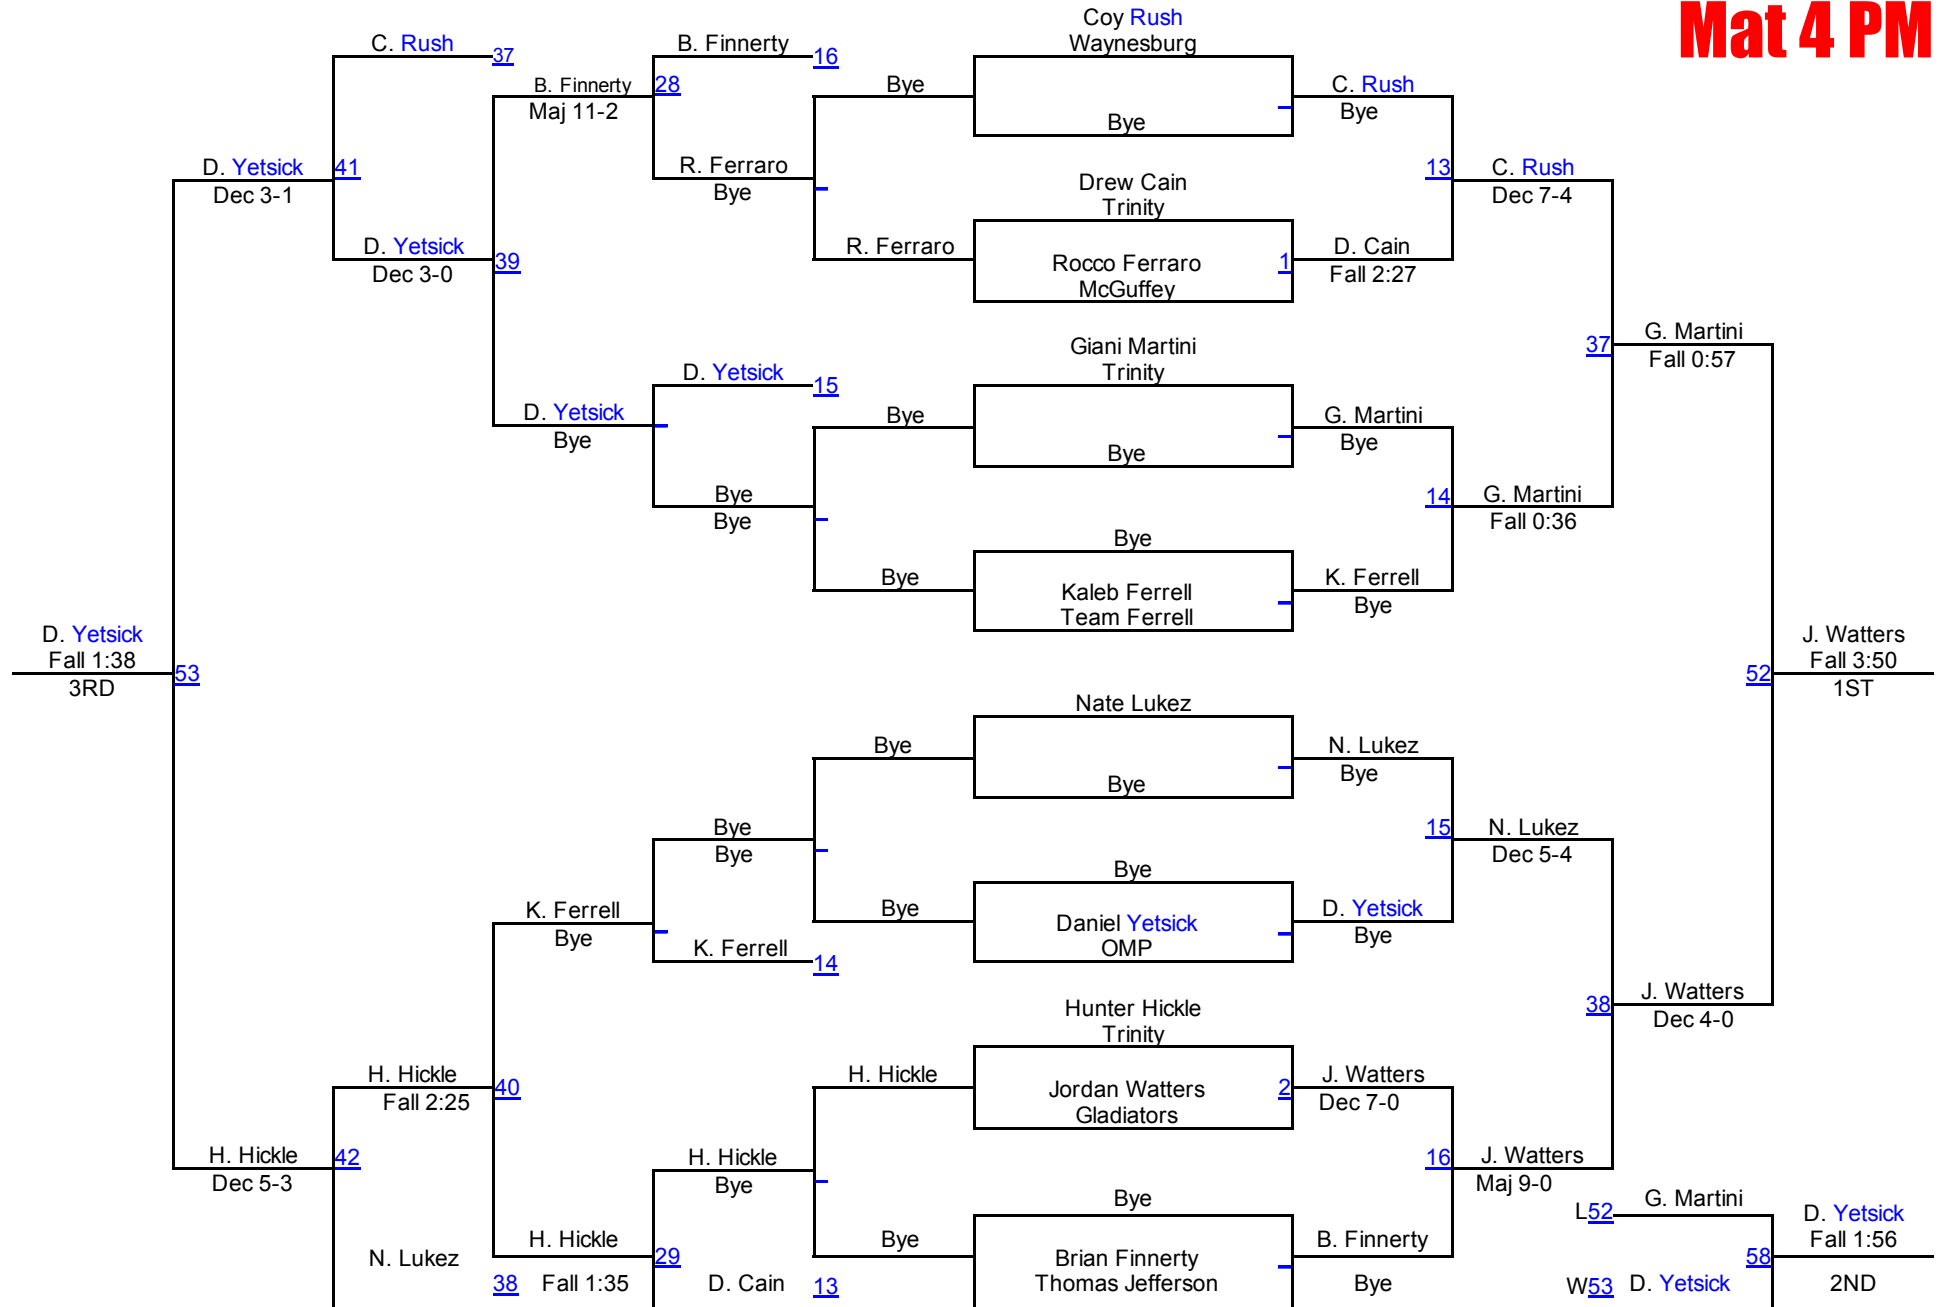 Mat 4 PM
Coy Rush
Waynesburg
C. Rush
37
B. Finnerty
16
B. Finnerty
28
Maj 11-2
Bye
Bye
C. Rush
Bye
R. Ferraro
Bye
D. Yetsick
41
Dec 3-1
13
C. Rush
Dec 7-4
Drew Cain
Trinity
D. Yetsick
Dec 3-0
39
R. Ferraro
Rocco Ferraro
McGuffey
1
D. Cain
Fall 2:27
Giani Martini
Trinity
37
G. Martini
Fall 0:57
D. Yetsick
15
D. Yetsick
Bye
Bye
Bye
G. Martini
Bye
Bye
Bye
14
G. Martini
Fall 0:36
Bye
Bye
Kaleb Ferrell
Team Ferrell
K. Ferrell
Bye
D. Yetsick
Fall 1:38
53
3RD
52
J. Watters
Fall 3:50
1ST
Nate Lukez
Bye
Bye
N. Lukez
Bye
Bye
Bye
15
N. Lukez
Dec 5-4
Bye
K. Ferrell
Bye
Bye
Daniel Yetsick
OMP
D. Yetsick
Bye
K. Ferrell
14
38
J. Watters
Dec 4-0
Hunter Hickle
Trinity
H. Hickle
Fall 2:25
40
H. Hickle
Jordan Watters
Gladiators
2
J. Watters
Dec 7-0
H. Hickle
42
Dec 5-3
H. Hickle
Bye
16
J. Watters
Maj 9-0
Bye
L52
G. Martini
D. Yetsick
Fall 1:56
N. Lukez
38
H. Hickle
29
Fall 1:35
D. Cain
13
Bye
Brian Finnerty
Thomas Jefferson
B. Finnerty
Bye
58
W53
D. Yetsick
2ND